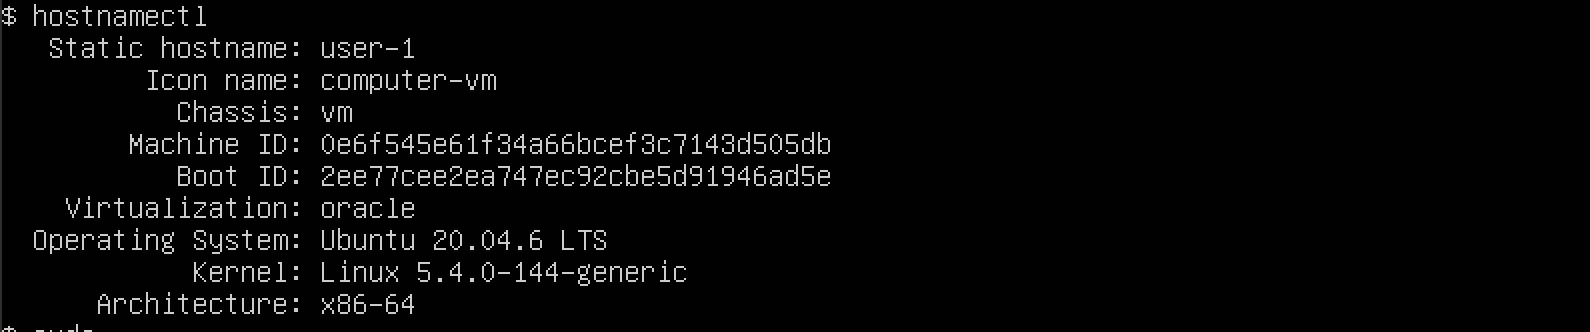 $ hostnamectl
Static hostname: user-1
Icon name: computer-vm
Chassis: vm
Machine ID: 0e6f545e61f34a66bcef3c7143d505db
Boot ID: 2ee77cee2ea747ec92cbe5d91946ad5e
Virtualization: oracle
Operating System: Ubuntu 20.04.6 LTS
Kernel: Linux 5.4.0-144-generic
Architecture: x86-64
$